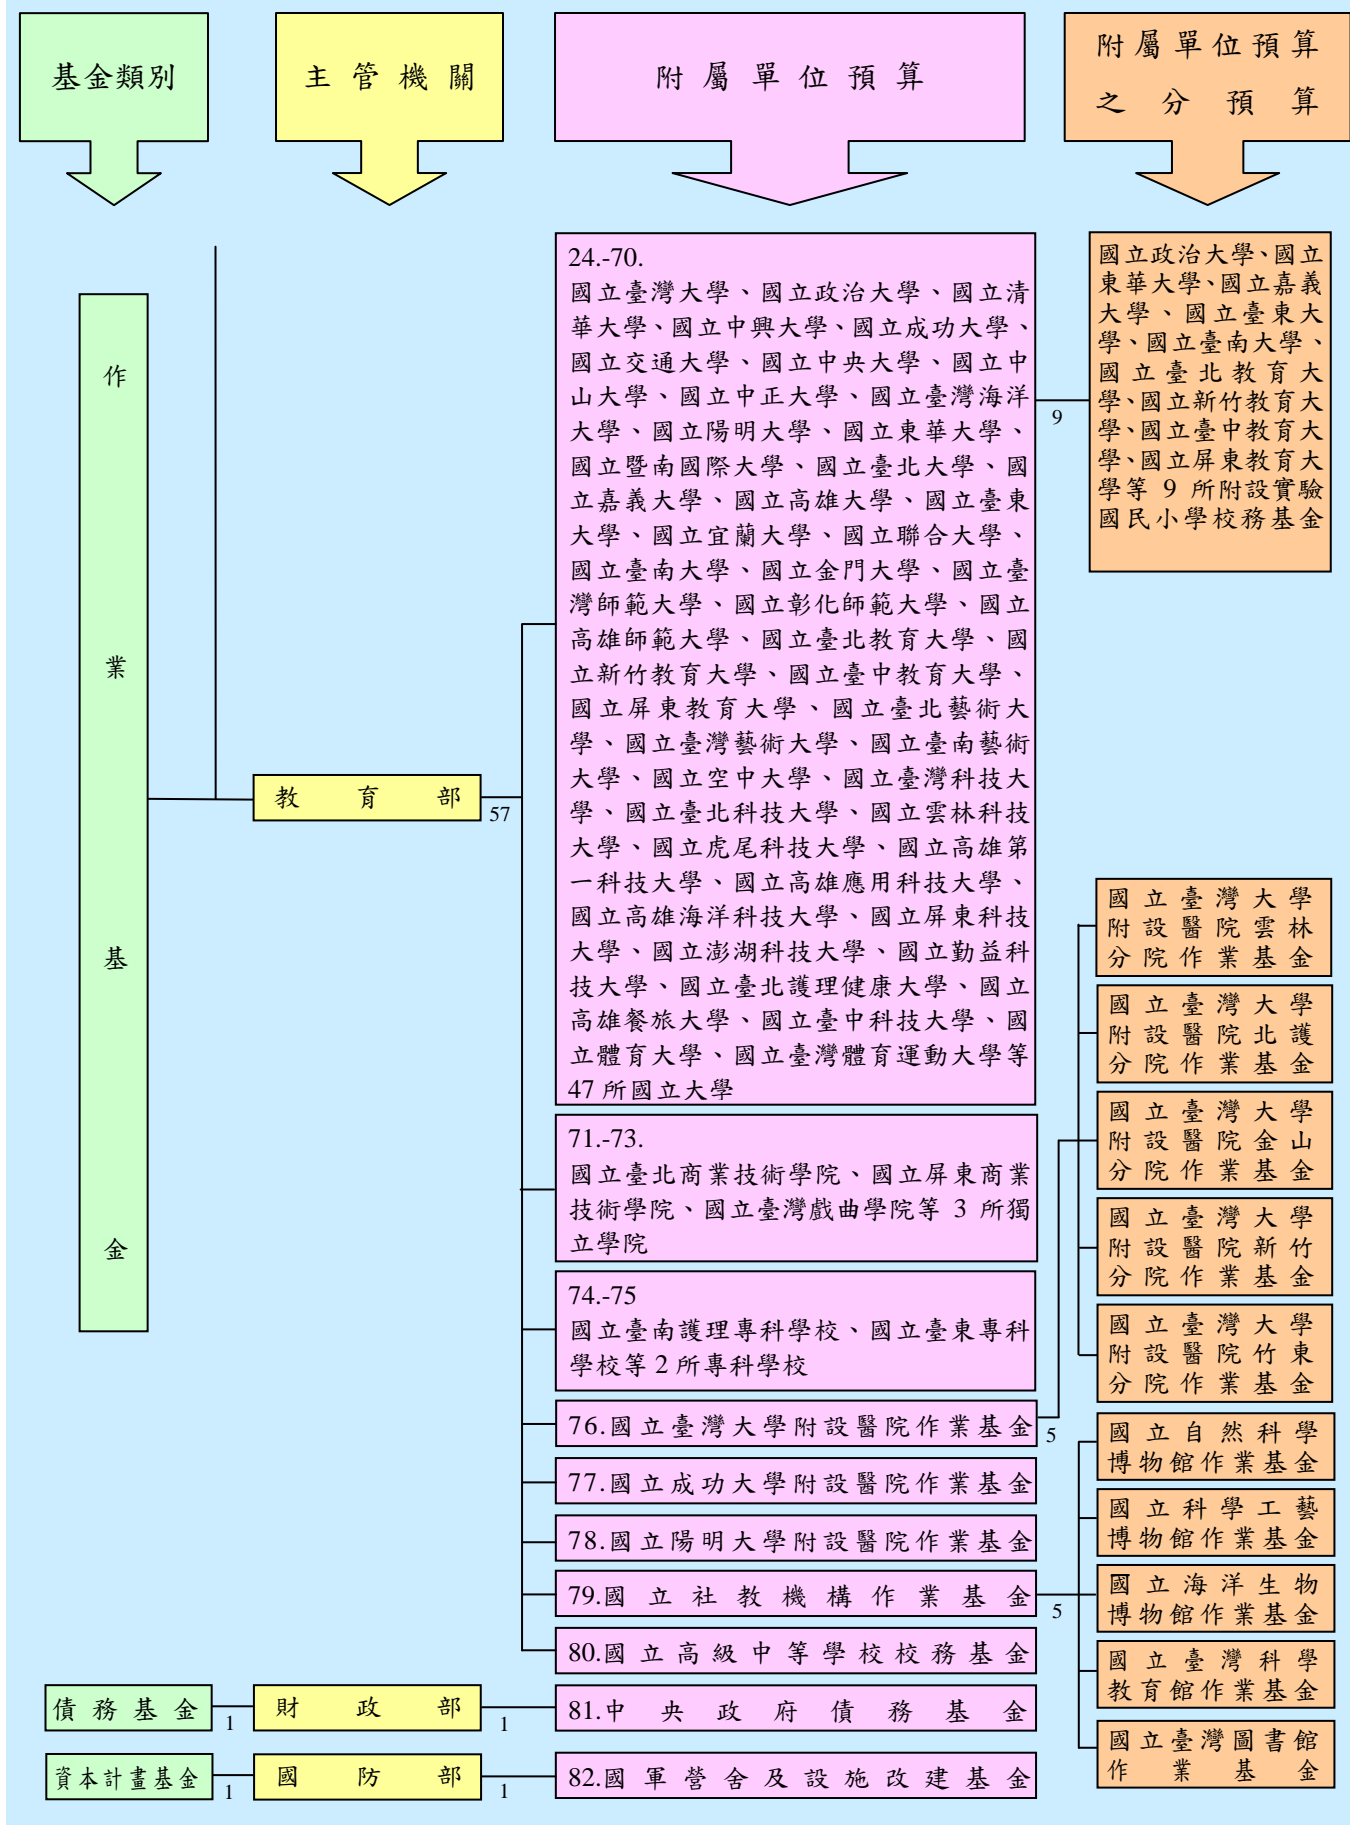 基金類別
主管機關
附屬單位預算
附屬單位預算
之分預算
作
業
基
金
教育部
57
24.-70.
國立臺灣大學、國立政治大學、國立清
華大學、國立中興大學、國立成功大學、
國立交通大學、國立中央大學、國立中
山大學、國立中正大學、國立臺灣海洋
大學、國立陽明大學、國立東華大學、
國立暨南國際大學、國立臺北大學、國
立嘉義大學、國立高雄大學、國立臺東
大學、國立宜蘭大學、國立聯合大學、
國立臺南大學、國立金門大學、國立臺
灣師範大學、國立彰化師範大學、國立
高雄師範大學、國立臺北教育大學、國
立新竹教育大學、國立臺中教育大學、
國立屏東教育大學、國立臺北藝術大
學、國立臺灣藝術大學、國立臺南藝術
大學、國立空中大學、國立臺灣科技大
學、國立臺北科技大學、國立雲林科技
大學、國立虎尾科技大學、國立高雄第
一科技大學、國立高雄應用科技大學、
國立高雄海洋科技大學、國立屏東科技
大學、國立澎湖科技大學、國立勤益科
技大學、國立臺北護理健康大學、國立
高雄餐旅大學、國立臺中科技大學、國
立體育大學、國立臺灣體育運動大學等
47 所國立大學
9
國立政治大學、國立
東華大學、國立嘉義
大學、國立臺東大
學、國立臺南大學、
國立臺北教育大
學、國立新竹教育大
學、國立臺中教育大
學、國立屏東教育大
學等 9 所附設實驗
國民小學校務基金
71.-73.
國立臺北商業技術學院、國立屏東商業
技術學院、國立臺灣戲曲學院等 3 所獨
立學院
74.-75
國立臺南護理專科學校、國立臺東專科
學校等 2 所專科學校
76.國立臺灣大學附設醫院作業基金
5
國立臺灣大學
附設醫院雲林
分院作業基金
國立臺灣大學
附設醫院北護
分院作業基金
國立臺灣大學
附設醫院金山
分院作業基金
國立臺灣大學
附設醫院新竹
分院作業基金
國立臺灣大學
附設醫院竹東
分院作業基金
77.國立成功大學附設醫院作業基金
78.國立陽明大學附設醫院作業基金
79.國立社教機構作業基金
5
國立自然科學
博物館作業基金
國立科學工藝
博物館作業基金
國立海洋生物
博物館作業基金
國立臺灣科學
教育館作業基金
國立臺灣圖書館
作業基金
80.國立高級中等學校校務基金
債務基金
1
財政部
1
81.中央政府債務基金
資本計畫基金
1
國防部
1
82.國軍營舍及設施改建基金